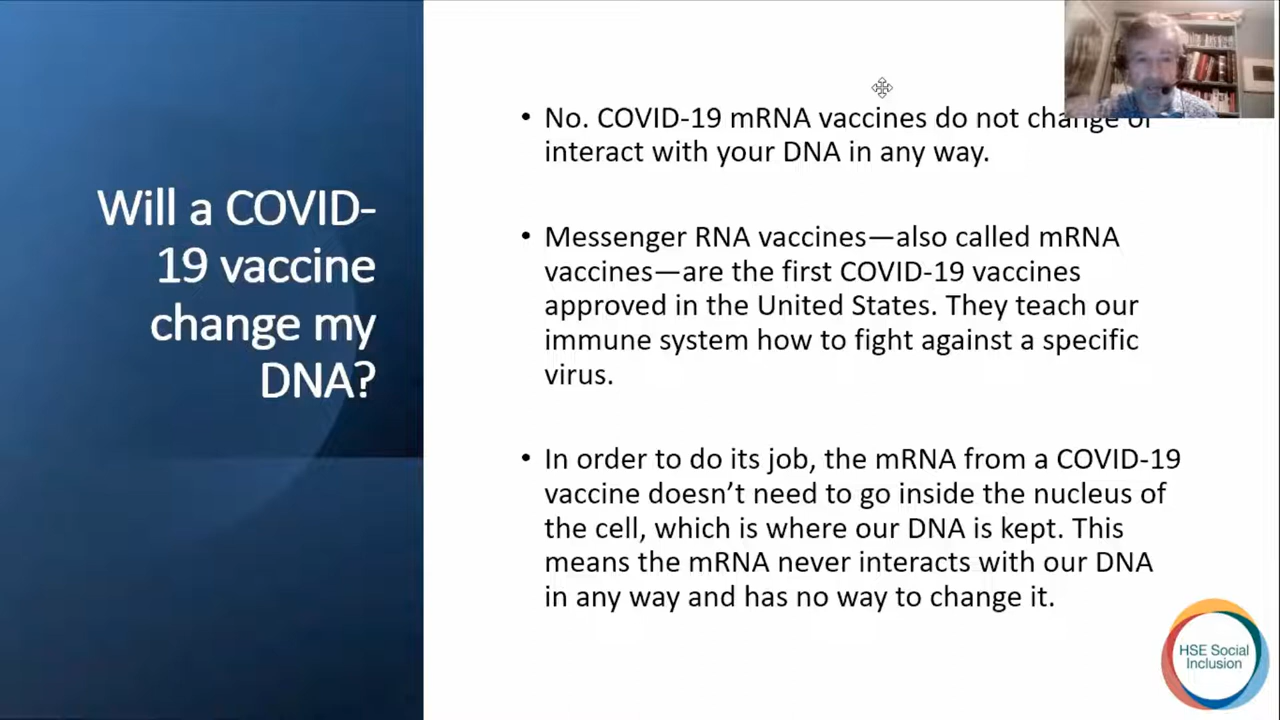 Will a COVID-
19 vaccine
change my
DNA?
• No. COVID-19 mRNA vaccines do not change or
interact with your DNA in any way.
• Messenger RNA vaccines—also called mRNA
vaccines—are the first COVID-19 vaccines
approved in the United States. They teach our
immune system how to fight against a specific
virus.
• In order to do its job, the mRNA from a COVID-19
vaccine doesn’t need to go inside the nucleus of
the cell, which is where our DNA is kept. This
means the mRNA never interacts with our DNA
in any way and has no way to change it.
HSE Social
Inclusion